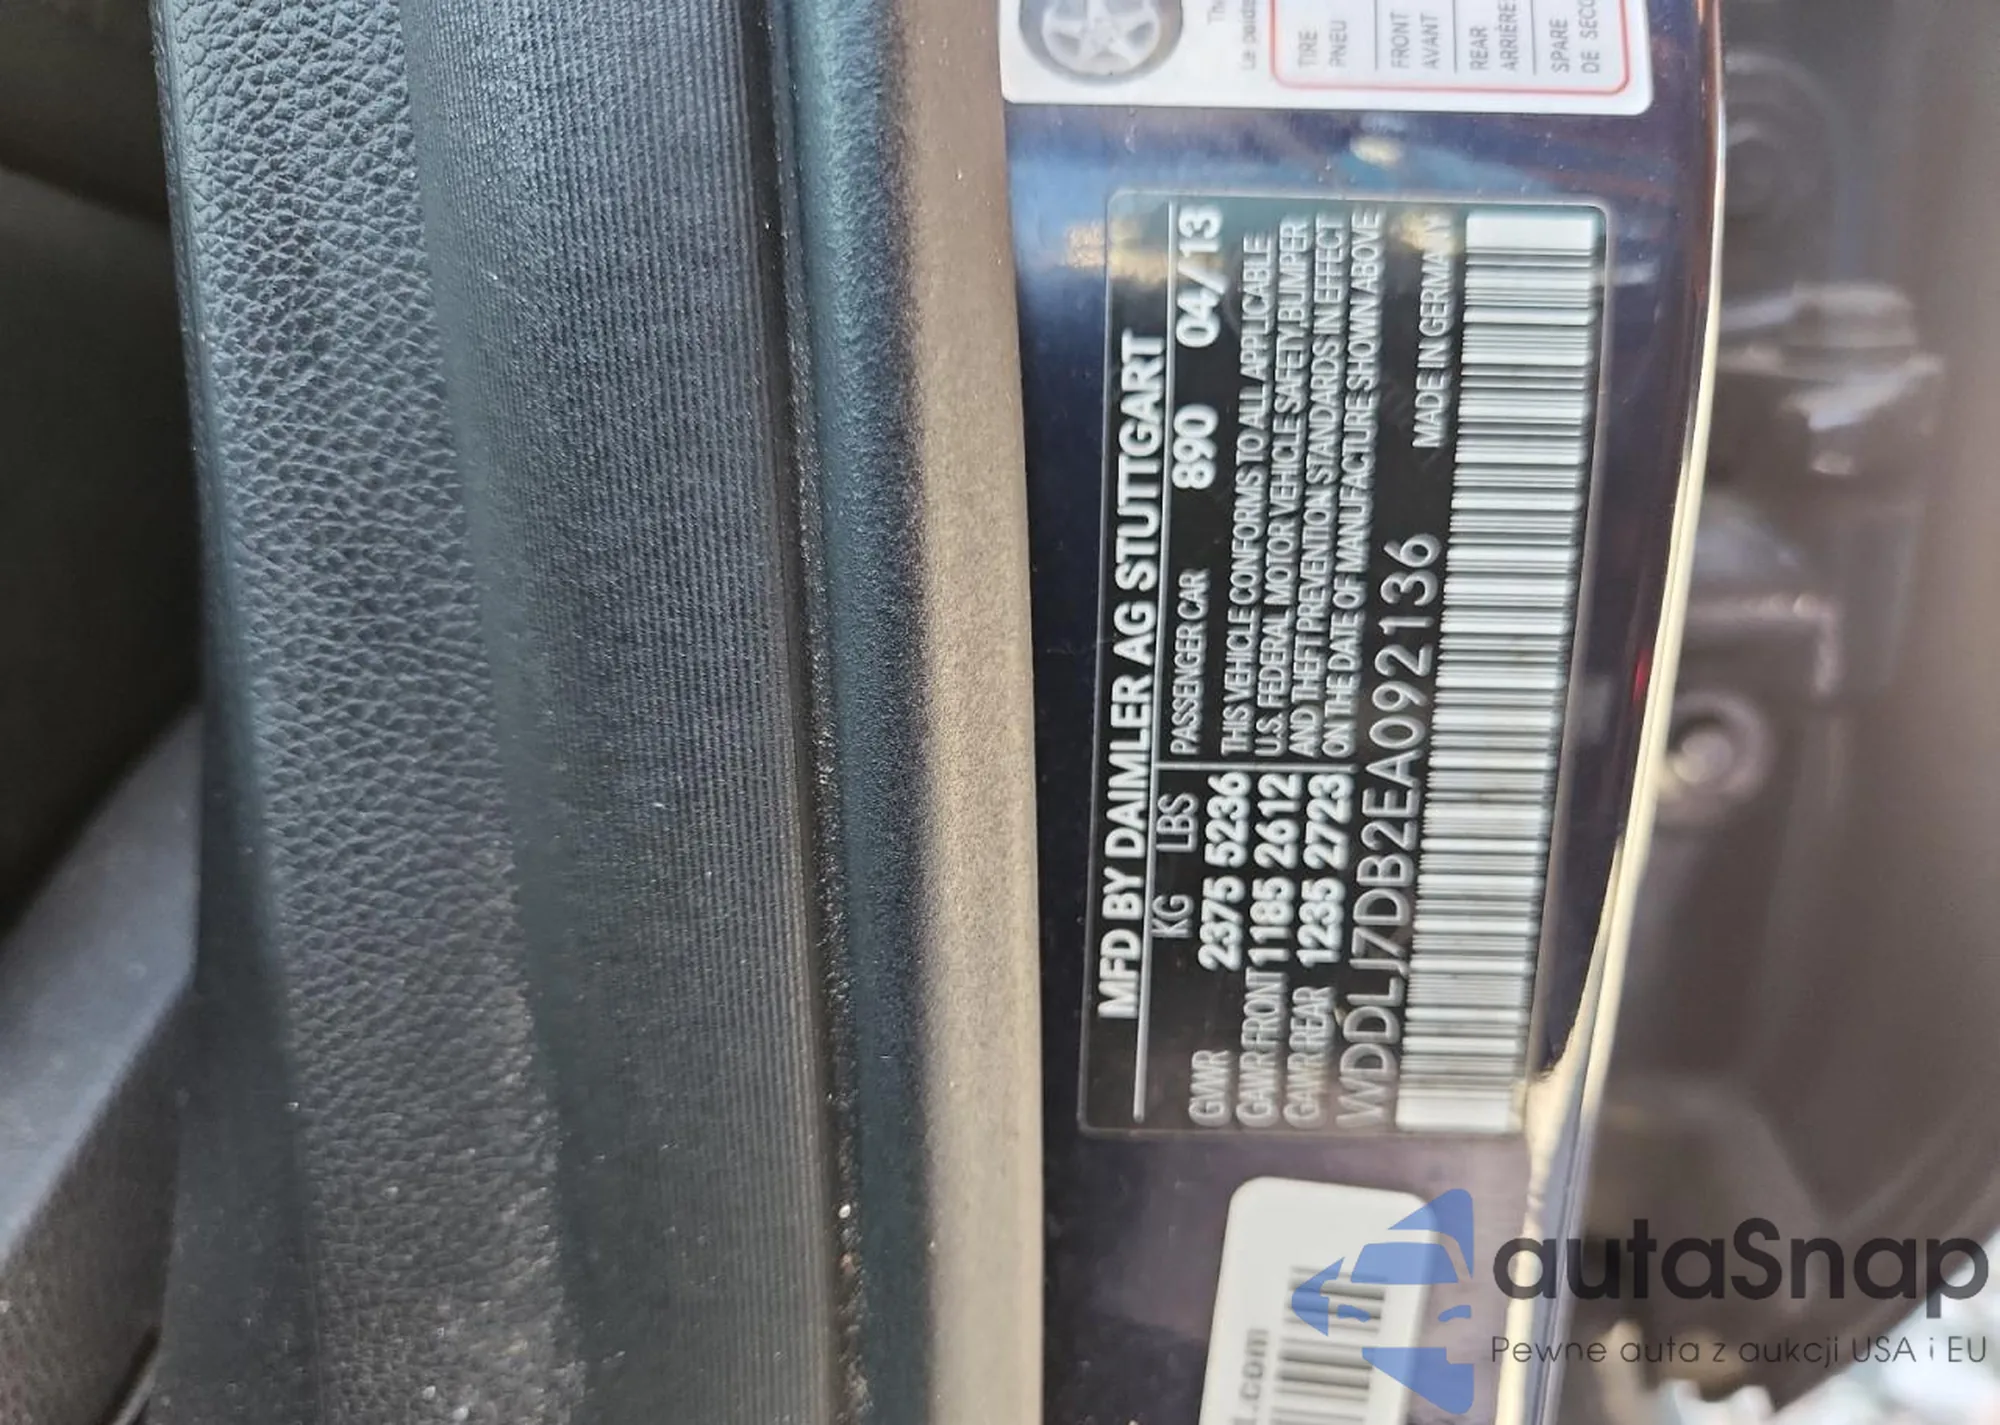 TIRE
PNEU
FRONT
AVANT
REAR
ARRIÈRE
SPARE
DE SECO
MFD BY DAIMLER AG STUTTGART
KG LBS PASSENGER CAR 890 04/13
GVWR 2375 5236 THIS VEHICLE CONFORMS TO ALL APPLICABLE
GAWR FRONT 1185 2612 U.S. FEDERAL MOTOR VEHICLE SAFETY, BUMPER
GAWR REAR 1235 2723 AND THEFT PREVENTION STANDARDS IN EFFECT
ON THE DATE OF MANUFACTURE SHOWN ABOVE
WDDLJ7DB2EA092136 MADE IN GERMANY
.com
autaSnap
Pewne auta z aukcji USA i EU